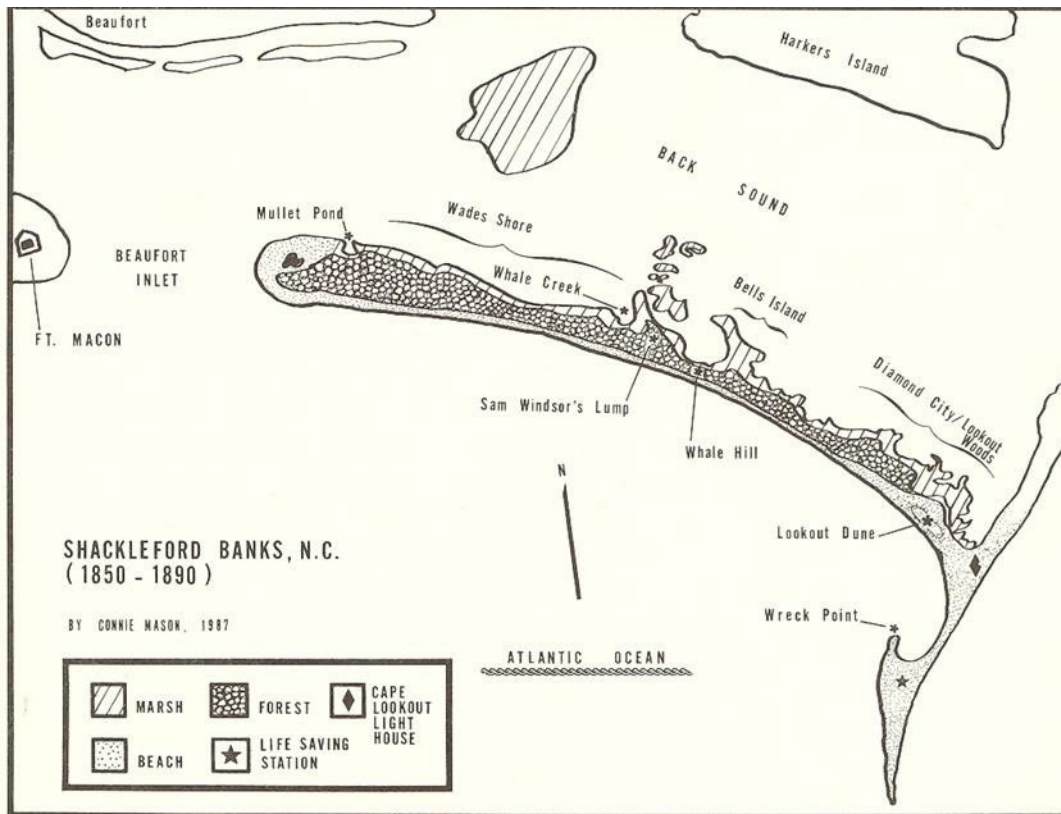 Beaufort
Harkers Island
BACK SOUND
Mullet Pond
Wades Shore
BEAUFORT
INLET
Whale Creek
Bells Island
FT. MACON
Diamond City/Lookout
Woods
Sam Windsor's Lump
Whale Hill
N
Lookout Dune
SHACKLEFORD BANKS, N.C.
(1850 - 1890)
Wreck Point
BY CONNIE MASON, 1987
ATLANTIC OCEAN
MARSH
FOREST
CAPE
LOOKOUT
LIGHT
HOUSE
BEACH
LIFE SAVING
STATION